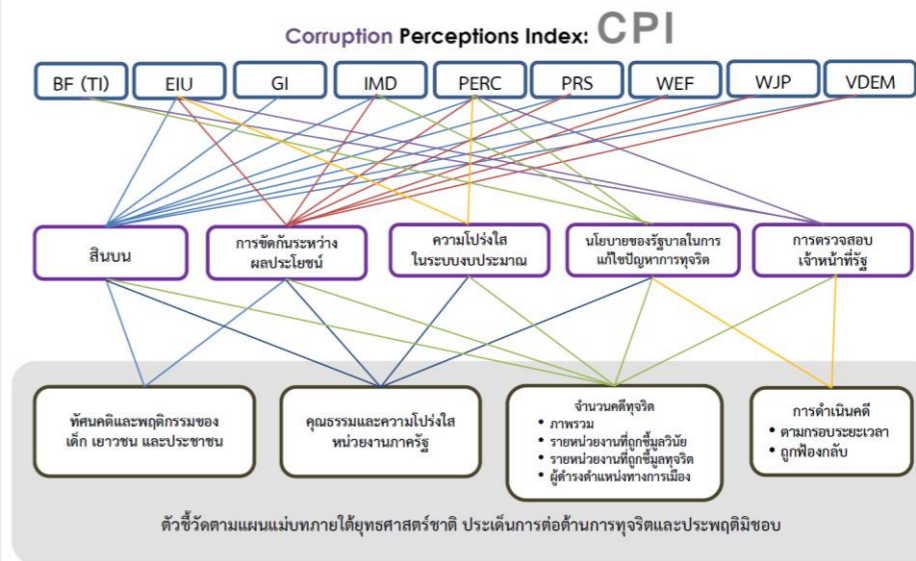 Corruption Perceptions Index: CPI
BF (TI) EIU GI IMD PERC PRS WEF WJP VDEM
สินบน
การขัดกันระหว่าง
ผลประโยชน์
ความโปร่งใส
ในระบบงบประมาณ
นโยบายของรัฐบาลในการ
แก้ไขปัญหาการทุจริต
การตรวจสอบ
เจ้าหน้าที่รัฐ
ทัศนคติและพฤติกรรมของ
เด็ก เยาวชน และประชาชน
คุณธรรมและความโปร่งใส
หน่วยงานภาครัฐ
จำนวนคดีทุจริต
• ภาพรวม
• รายหน่วยงานที่ถูกชี้มูลวินัย
• รายหน่วยงานที่ถูกชี้มูลทุจริต
• ผู้ดำรงตำแหน่งทางการเมือง
การดำเนินคดี
• ตามกรอบระยะเวลา
• ถูกฟ้องกลับ
ตัวชี้วัดตามแผนแม่บทภายใต้ยุทธศาสตร์ชาติ ประเด็นการต่อต้านการทุจริตและประพฤติมิชอบ